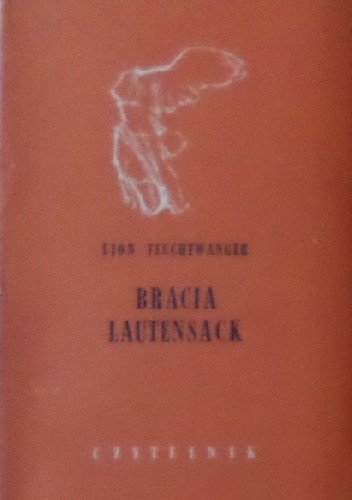 LION FEUCHTWANGER
BRACIA
LAUTENSACK
CZYTELNIK